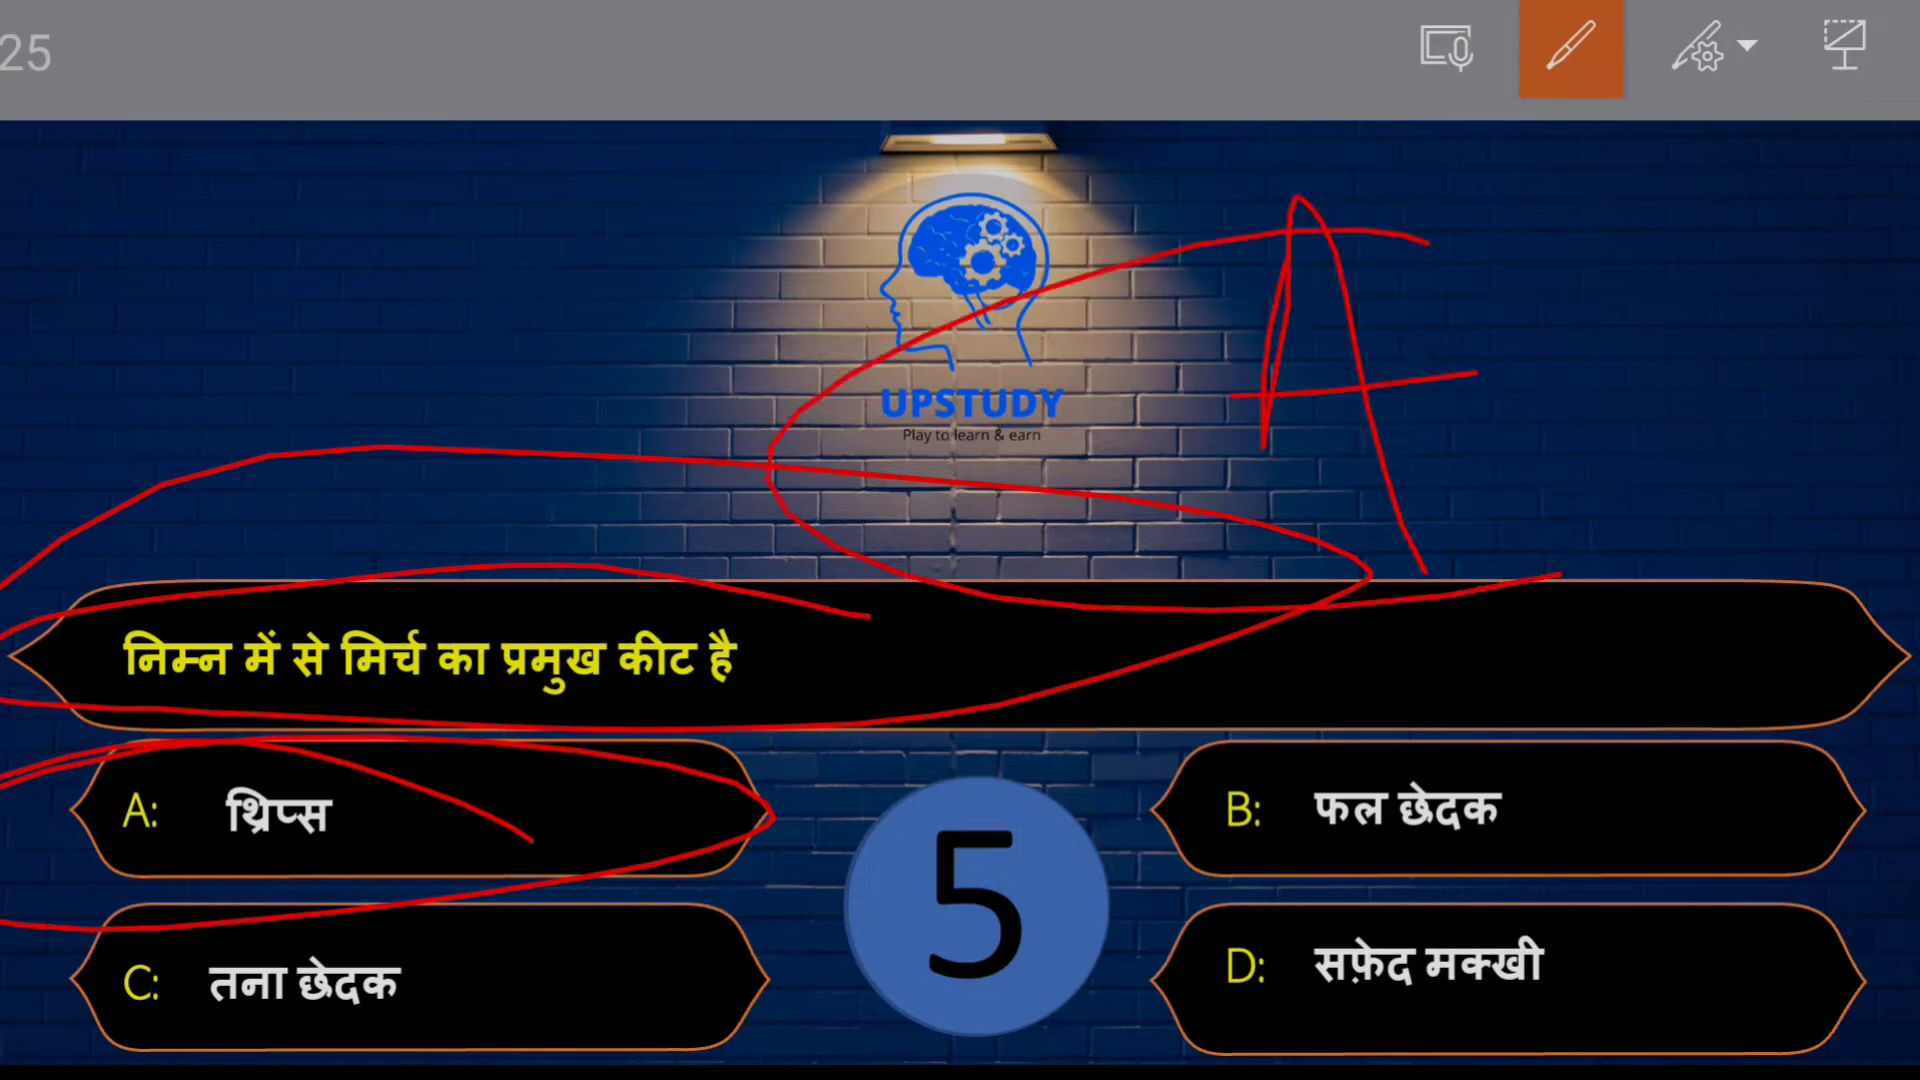 25
A
UPSTUDY
Play to learn & earn
निम्न में से मिर्च का प्रमुख कीट है
A: थ्रिप्स
B: फल छेदक
5
C: तना छेदक
D: सफ़ेद मक्खी